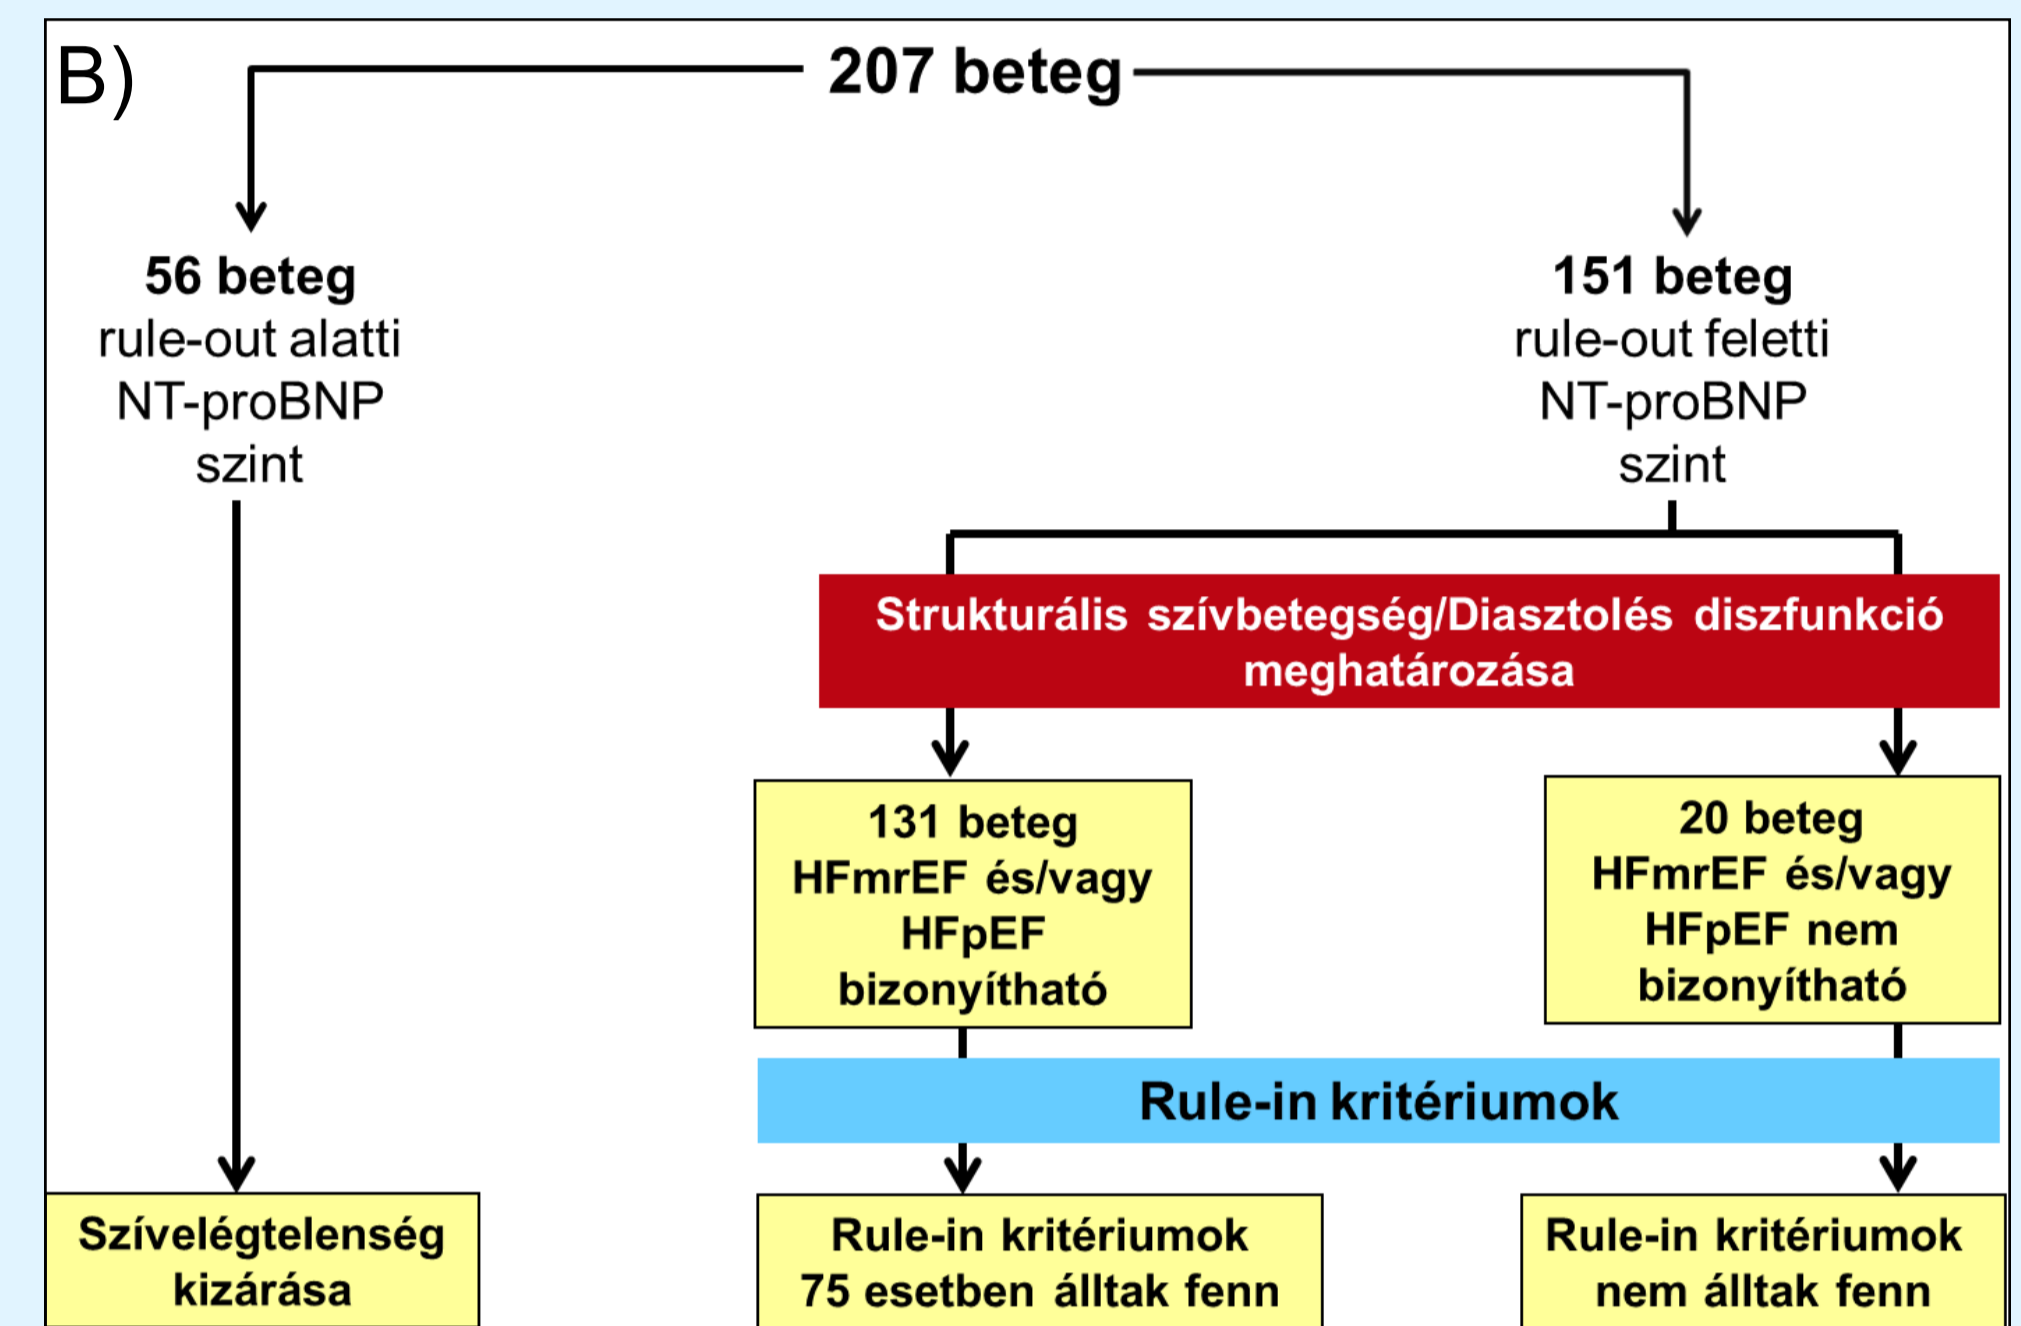 B)
207 beteg
56 beteg
rule-out alatti
NT-proBNP
szint
151 beteg
rule-out feletti
NT-proBNP
szint
Strukturális szívbetegség/Diasztolés diszfunkció
meghatározása
131 beteg
HFmrEF és/vagy
HFpEF
bizonyítható
20 beteg
HFmrEF és/vagy
HFpEF nem
bizonyítható
Rule-in kritériumok
Szívelégtelenség
kizárása
Rule-in kritériumok
75 esetben álltak fenn
Rule-in kritériumok
nem álltak fenn